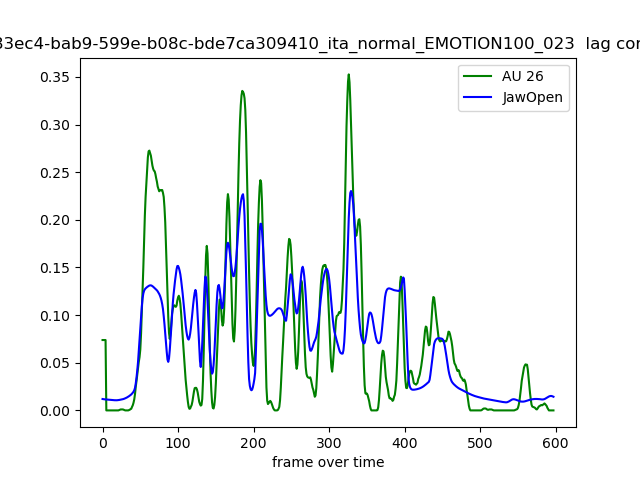 33ec4-bab9-599e-b08c-bde7ca309410_ita_normal_EMOTION100_023 lag cor
AU 26
JawOpen
0.35
0.30
0.25
0.20
0.15
0.10
0.05
0.00
0 100 200 300 400 500 600
frame over time